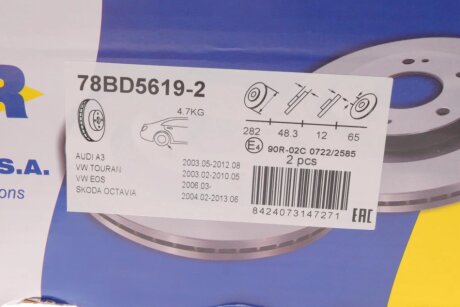 R
S.A.
ions
78BD5619-2
4.7KG
282 48.3 12 65
E4 90R-02C 0722/2585
2 pcs
AUDI A3 2003.05-2012.08
VW TOURAN 2003.02-2010.05
VW EOS 2006.03-
SKODA OCTAVIA 2004.02-2013.06
8424073147271
EAC